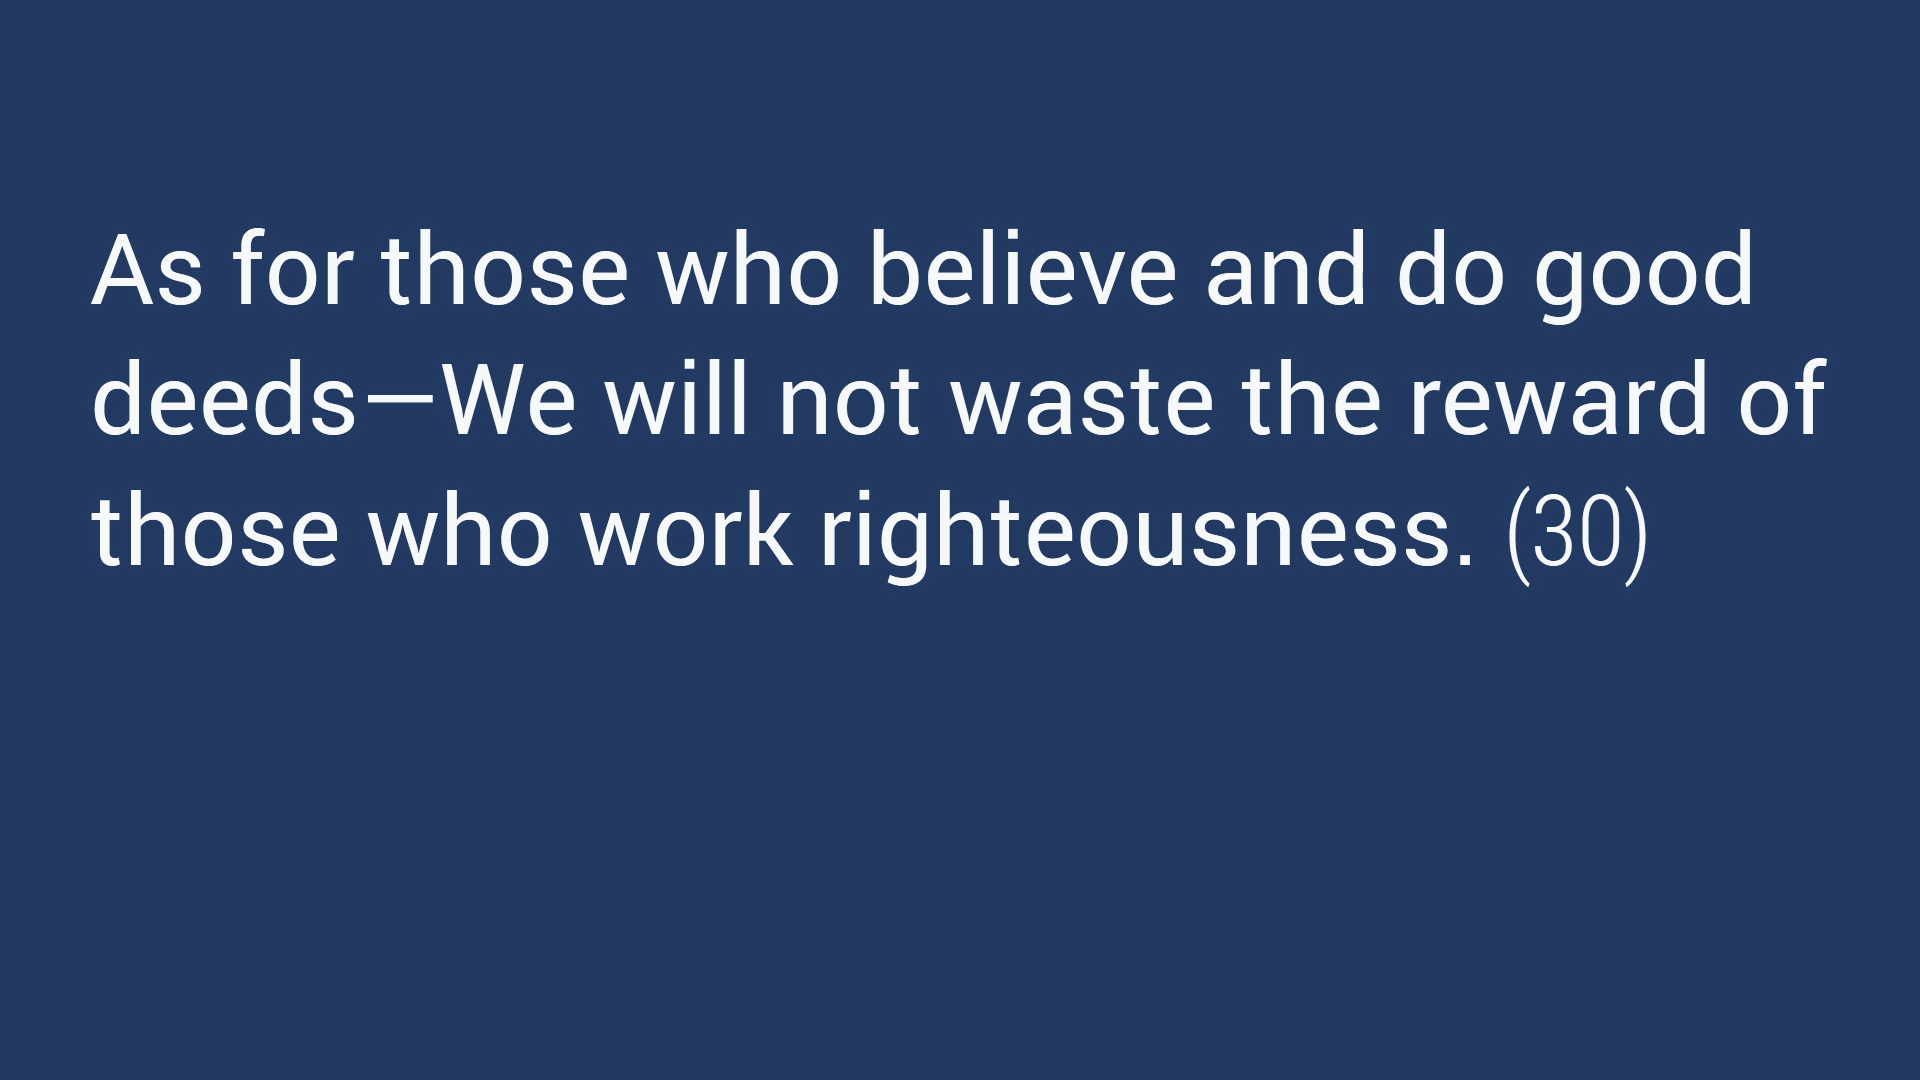 As for those who believe and do good
deeds—We will not waste the reward of
those who work righteousness. (30)